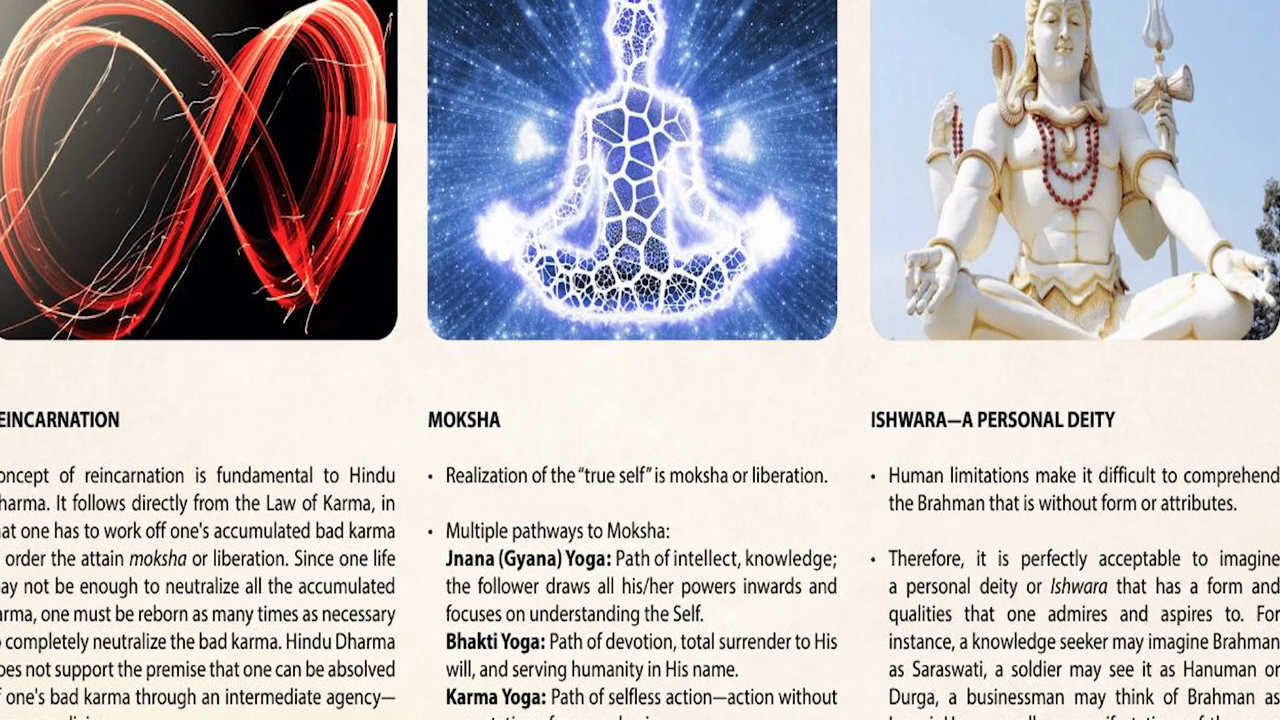 EINCARNATION
oncept of reincarnation is fundamental to Hindu
harma. It follows directly from the Law of Karma, in
at one has to work off one's accumulated bad karma
order the attain moksha or liberation. Since one life
ay not be enough to neutralize all the accumulated
arma, one must be reborn as many times as necessary
completely neutralize the bad karma. Hindu Dharma
oes not support the premise that one can be absolved
f one's bad karma through an intermediate agency—
MOKSHA
• Realization of the “true self” is moksha or liberation.
• Multiple pathways to Moksha:
Jnana (Gyana) Yoga: Path of intellect, knowledge;
the follower draws all his/her powers inwards and
focuses on understanding the Self.
Bhakti Yoga: Path of devotion, total surrender to His
will, and serving humanity in His name.
Karma Yoga: Path of selfless action—action without
ISHWARA—A PERSONAL DEITY
• Human limitations make it difficult to comprehend
the Brahman that is without form or attributes.
• Therefore, it is perfectly acceptable to imagine
a personal deity or Ishwara that has a form and
qualities that one admires and aspires to. For
instance, a knowledge seeker may imagine Brahman
as Saraswati, a soldier may see it as Hanuman or
Durga, a businessman may think of Brahman as